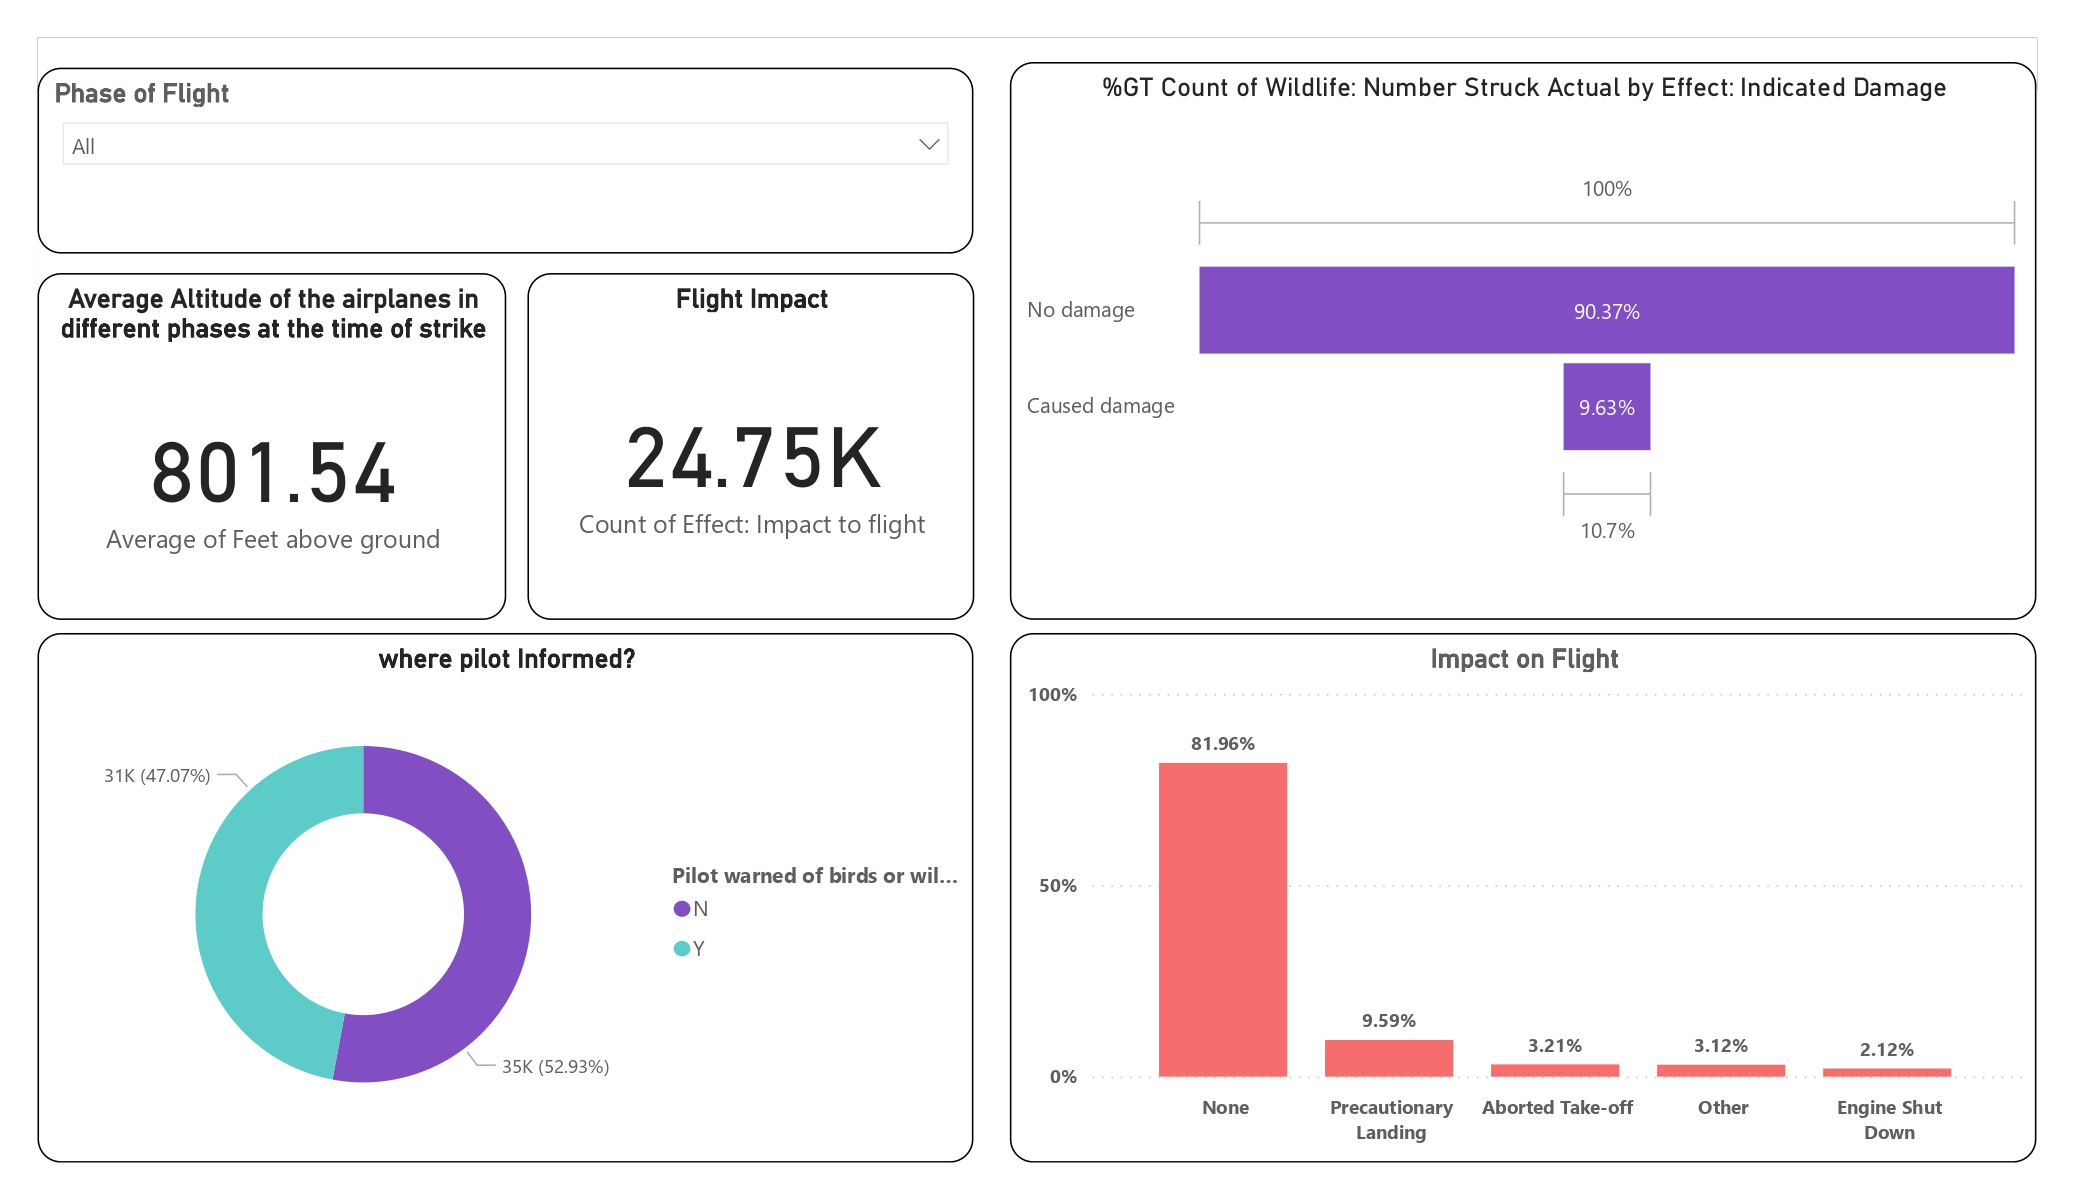 Phase of Flight
All
Average Altitude of the airplanes in
different phases at the time of strike
801.54
Average of Feet above ground
Flight Impact
24.75K
Count of Effect: Impact to flight
%GT Count of Wildlife: Number Struck Actual by Effect: Indicated Damage
100%
No damage
90.37%
Caused damage
9.63%
10.7%
where pilot Informed?
31K (47.07%)
35K (52.93%)
Pilot warned of birds or wil...
N
Y
Impact on Flight
100%
50%
0%
81.96%
9.59%
3.21%
3.12%
2.12%
None
Precautionary
Landing
Aborted Take-off
Other
Engine Shut
Down